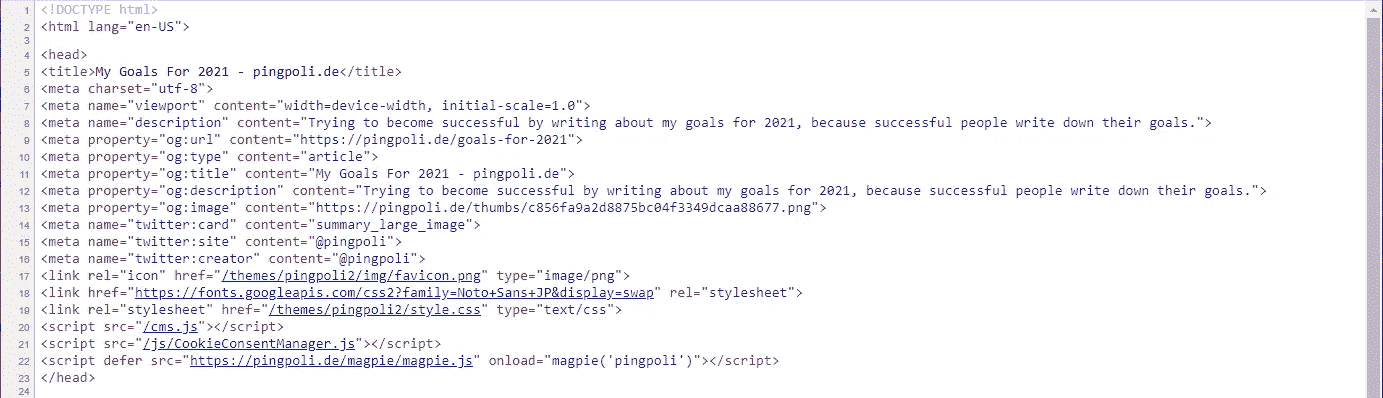 1 <!DOCTYPE html>
2 <html lang="en-US">
3
4 <head>
5 <title>My Goals For 2021 - pingpoli.de</title>
6 <meta charset="utf-8">
7 <meta name="viewport" content="width=device-width, initial-scale=1.0">
8 <meta name="description" content="Trying to become successful by writing about my goals for 2021, because successful people write down their goals.">
9 <meta property="og:url" content="https://pingpoli.de/goals-for-2021">
10 <meta property="og:type" content="article">
11 <meta property="og:title" content="My Goals For 2021 - pingpoli.de">
12 <meta property="og:description" content="Trying to become successful by writing about my goals for 2021, because successful people write down their goals.">
13 <meta property="og:image" content="https://pingpoli.de/thumbs/c856fa9a2d8875bc04f3349dcaa88677.png">
14 <meta name="twitter:card" content="summary_large_image">
15 <meta name="twitter:site" content="@pingpoli">
16 <meta name="twitter:creator" content="@pingpoli">
17 <link rel="icon" href="/themes/pingpoli2/img/favicon.png" type="image/png">
18 <link href="https://fonts.googleapis.com/css2?family=Noto+Sans+JP&display=swap" rel="stylesheet">
19 <link rel="stylesheet" href="/themes/pingpoli2/style.css" type="text/css">
20 <script src="/cms.js"></script>
21 <script src="/js/CookieConsentManager.js"></script>
22 <script defer src="https://pingpoli.de/magpie/magpie.js" onload="magpie('pingpoli')"></script>
23 </head>
24